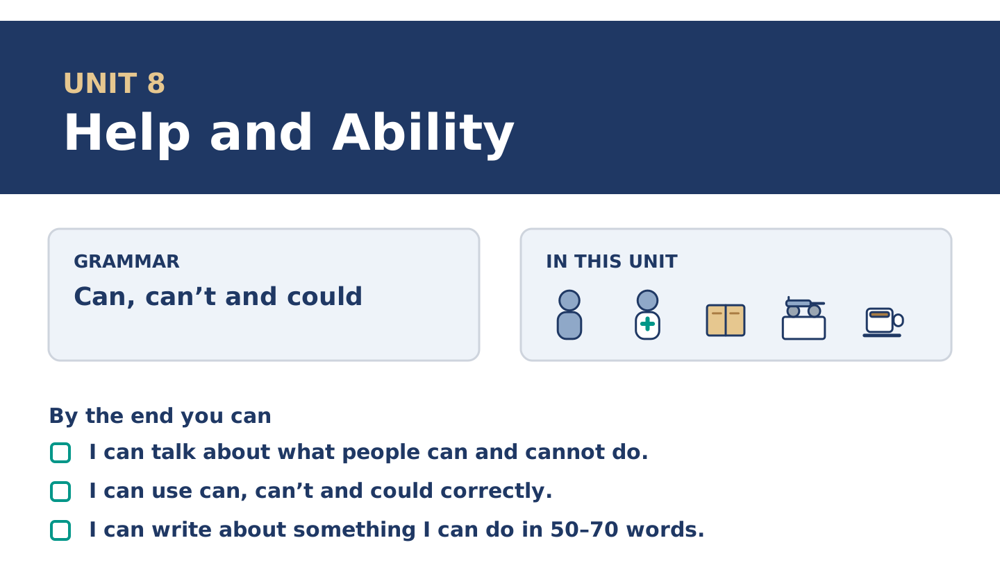 UNIT 8
Help and Ability
GRAMMAR
Can, can’t and could
IN THIS UNIT
By the end you can
I can talk about what people can and cannot do.
I can use can, can’t and could correctly.
I can write about something I can do in 50–70 words.